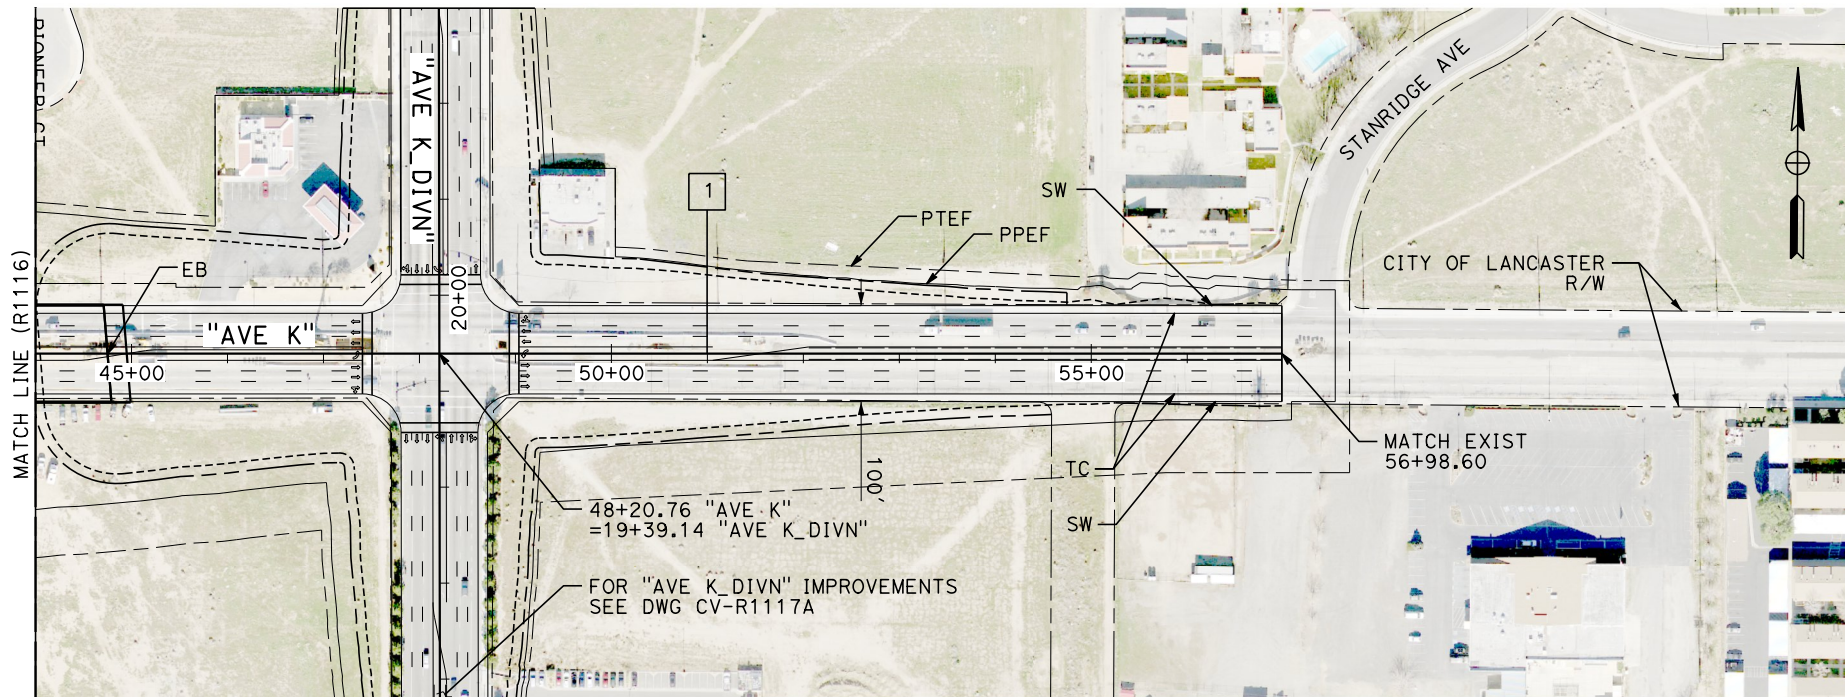 PIONEER CT
"AVE K_DIVN"
STANRIDGE AVE
1
SW
PTEF
PPEF
EB
CITY OF LANCASTER
R/W
MATCH LINE (R1116)
20+00
"AVE K"
45+00
50+00
55+00
MATCH EXIST
56+98.60
TC
100'
48+20.76 "AVE K"
=19+39.14 "AVE K_DIVN"
SW
FOR "AVE K_DIVN" IMPROVEMENTS
SEE DWG CV-R1117A